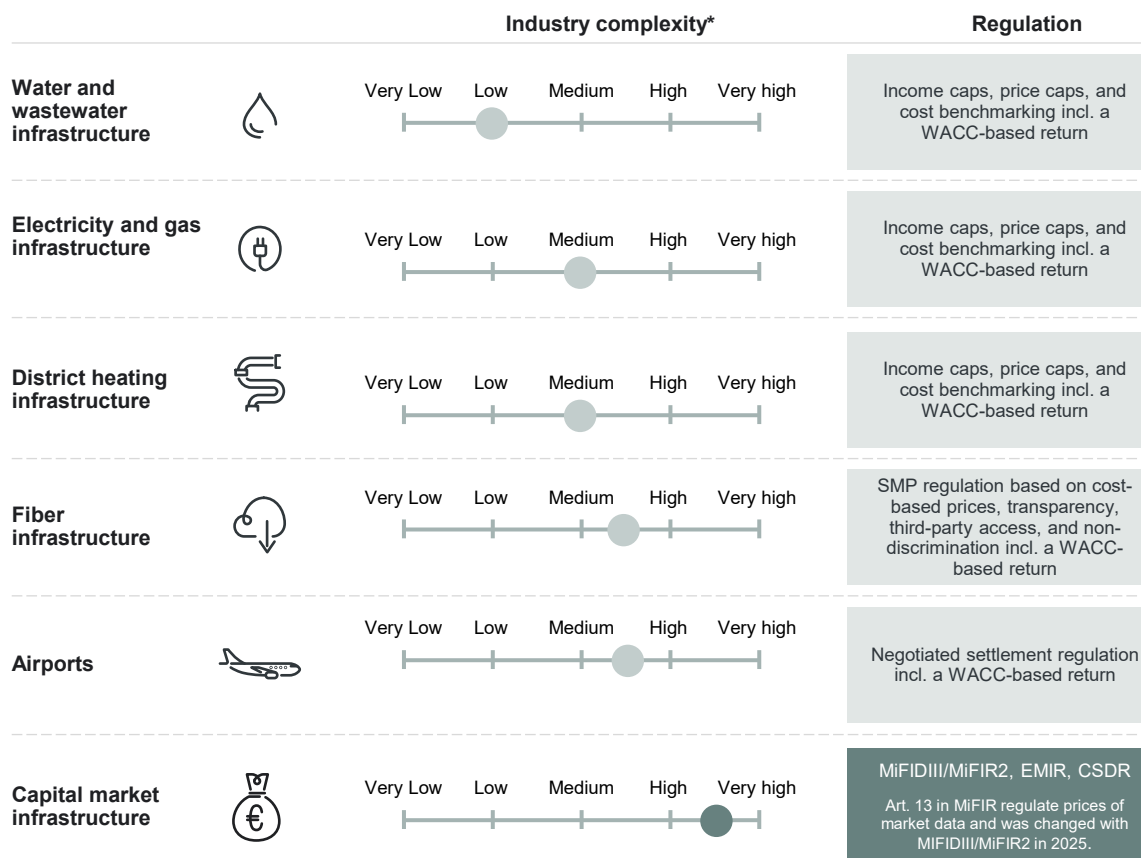 Industry complexity*
Regulation
Water and
wastewater
infrastructure
Very Low Low Medium High Very high
Income caps, price caps, and
cost benchmarking incl. a
WACC-based return
Electricity and gas
infrastructure
Very Low Low Medium High Very high
Income caps, price caps, and
cost benchmarking incl. a
WACC-based return
District heating
infrastructure
Very Low Low Medium High Very high
Income caps, price caps, and
cost benchmarking incl. a
WACC-based return
Fiber
infrastructure
Very Low Low Medium High Very high
SMP regulation based on cost-
based prices, transparency,
third-party access, and non-
discrimination incl. a WACC-
based return
Airports
Very Low Low Medium High Very high
Negotiated settlement regulation
incl. a WACC-based return
Capital market
infrastructure
€
Very Low Low Medium High Very high
MiFIDIII/MiFIR2, EMIR, CSDR
Art. 13 in MiFIR regulate prices of
market data and was changed with
MIFIDIII/MiFIR2 in 2025.